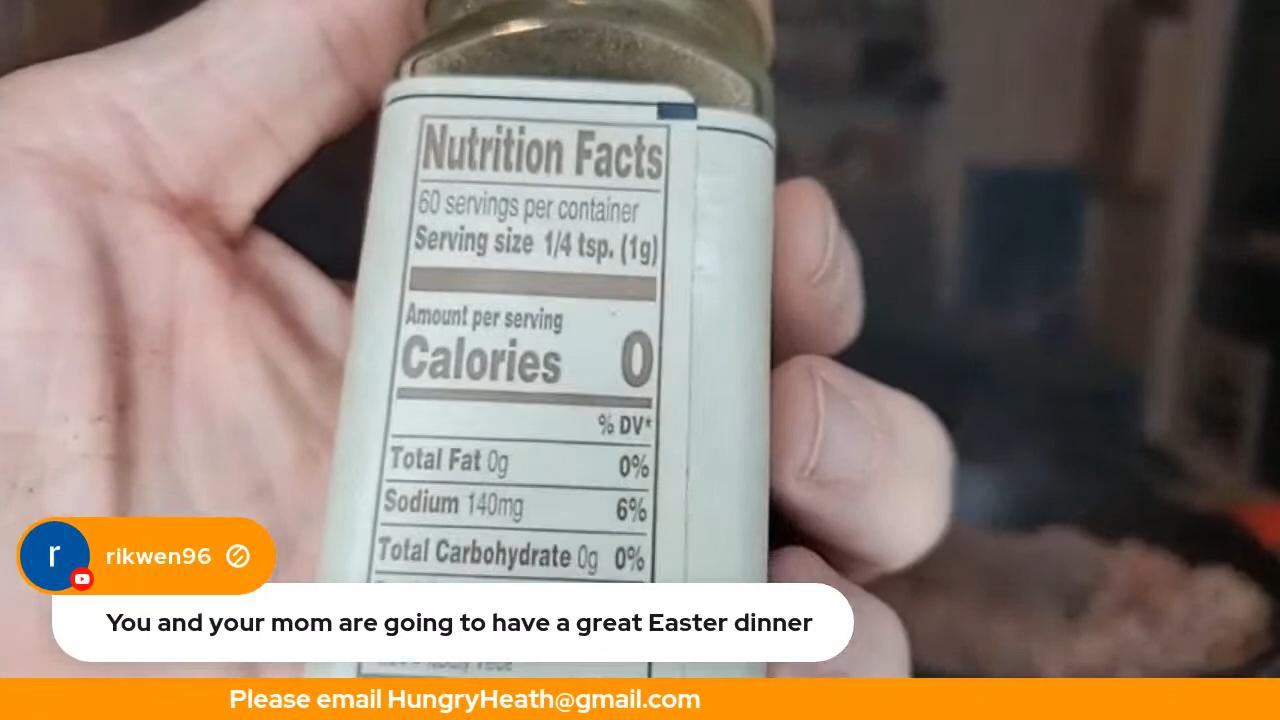 Nutrition Facts
60 servings per container
Serving size 1/4 tsp. (1g)
Amount per serving
Calories 0
% DV*
Total Fat 0g 0%
Sodium 140mg 6%
Total Carbohydrate 0g 0%
r rikwen96
You and your mom are going to have a great Easter dinner
Please email HungryHeath@gmail.com